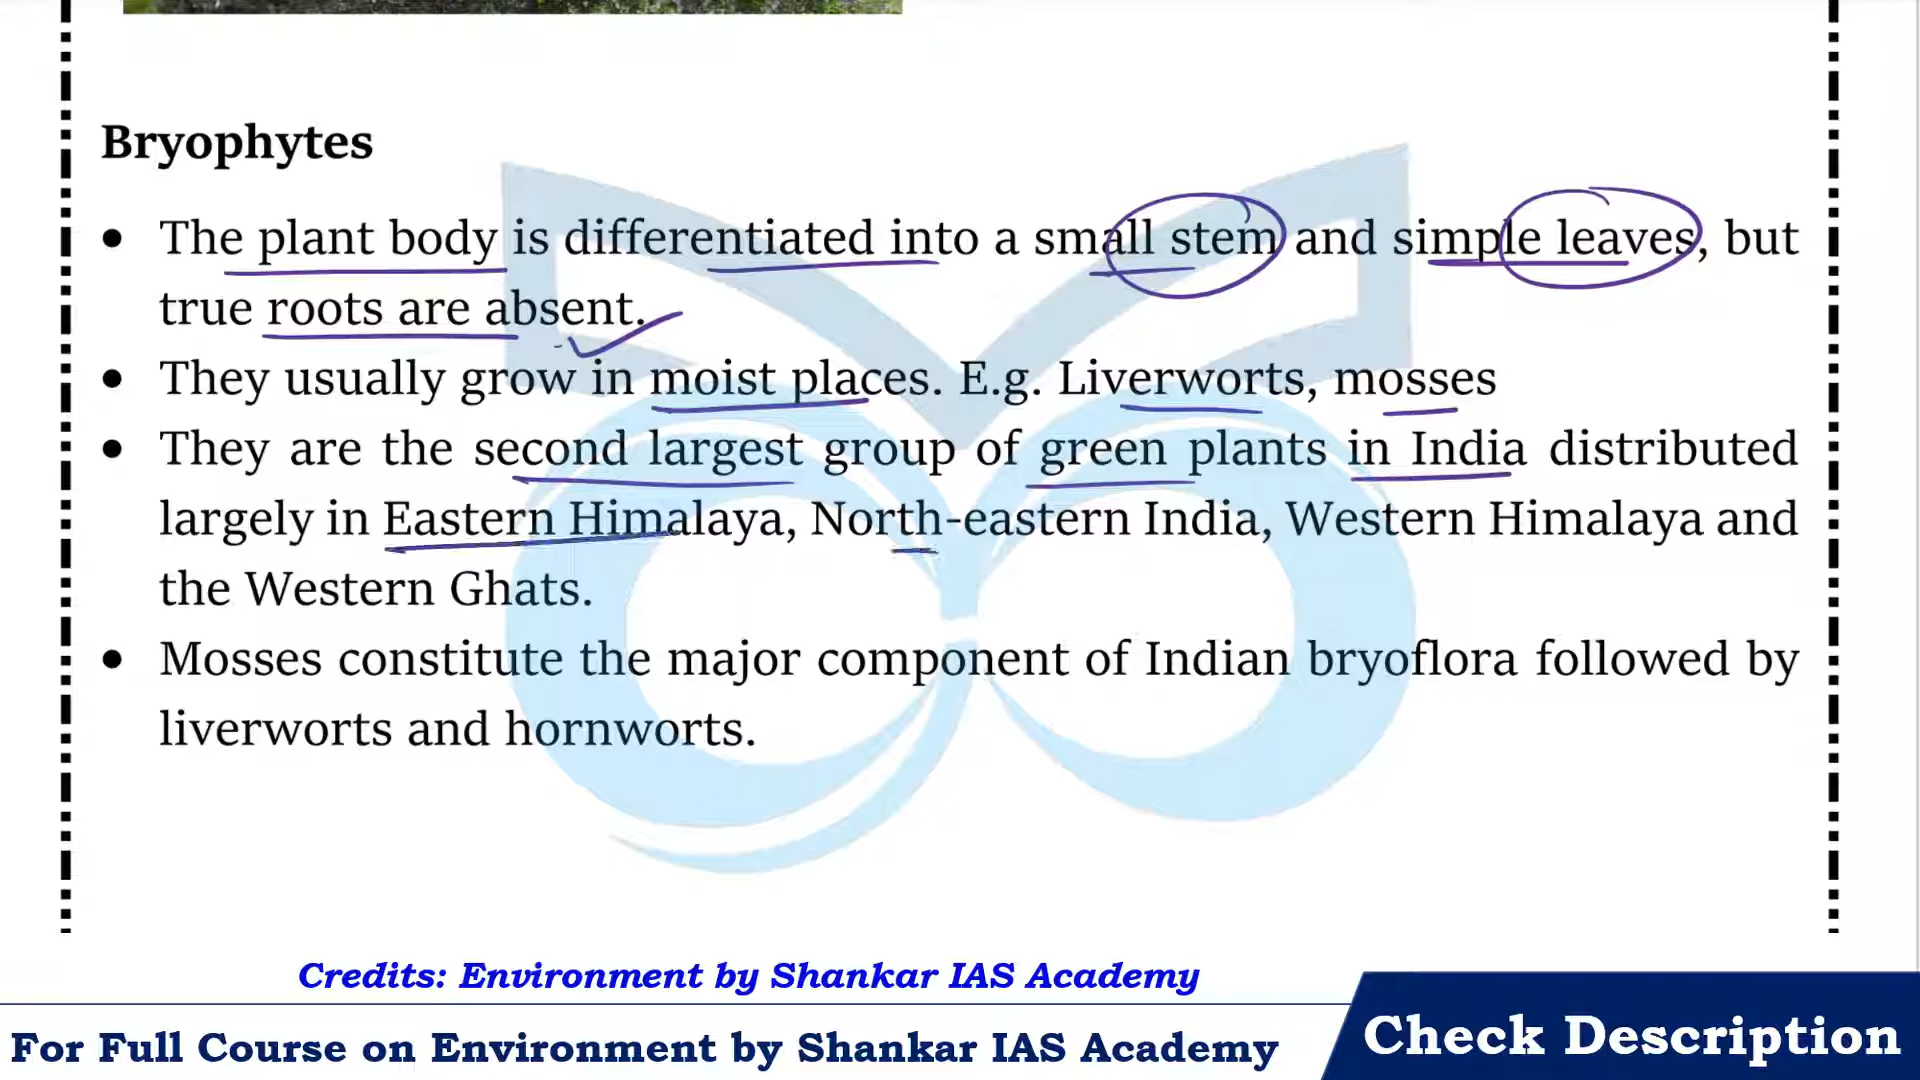 Bryophytes
• The plant body is differentiated into a small stem and simple leaves, but
true roots are absent.
• They usually grow in moist places. E.g. Liverworts, mosses
• They are the second largest group of green plants in India distributed
largely in Eastern Himalaya, North-eastern India, Western Himalaya and
the Western Ghats.
• Mosses constitute the major component of Indian bryoflora followed by
liverworts and hornworts.
Credits: Environment by Shankar IAS Academy
For Full Course on Environment by Shankar IAS Academy
Check Description